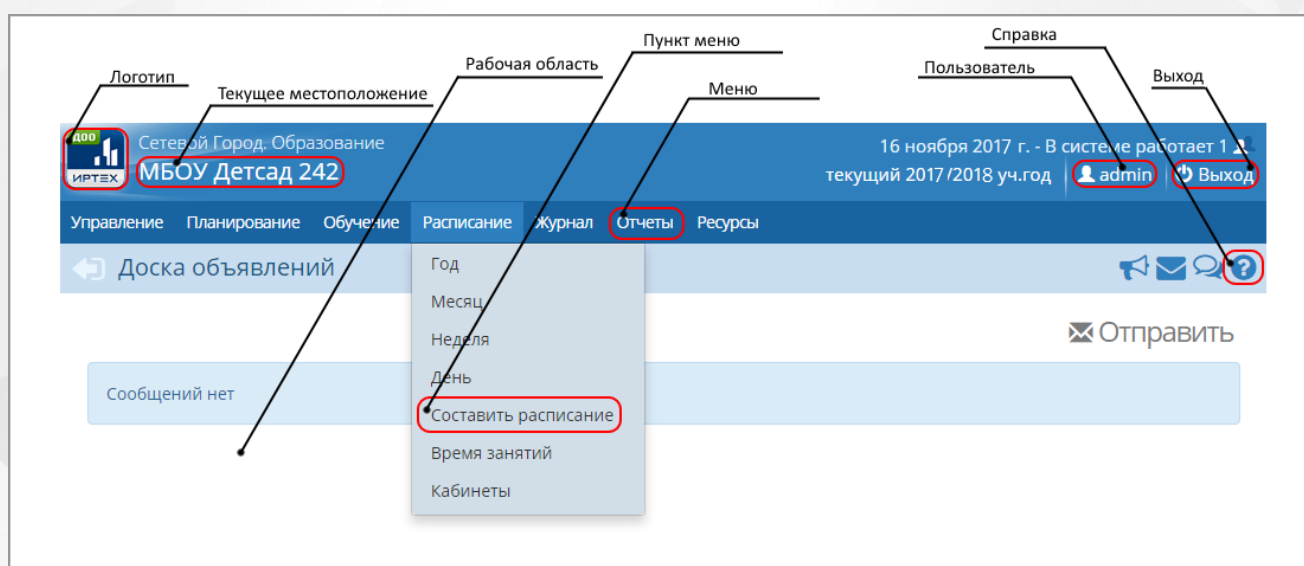 Пункт меню
Справка
Рабочая область
Пользователь
Логотип
Выход
Текущее местоположение
Меню
ДОО
ИРТЕХ
Сетевой Город. Образование
МБОУ Детсад 242
16 ноября 2017 г. - В системе работает 1
текущий 2017/2018 уч.год
admin
Выход
Управление Планирование Обучение Расписание Журнал Отчеты Ресурсы
Доска объявлений
Год
Месяц
Неделя
День
Составить расписание
Время занятий
Кабинеты
Отправить
Сообщений нет